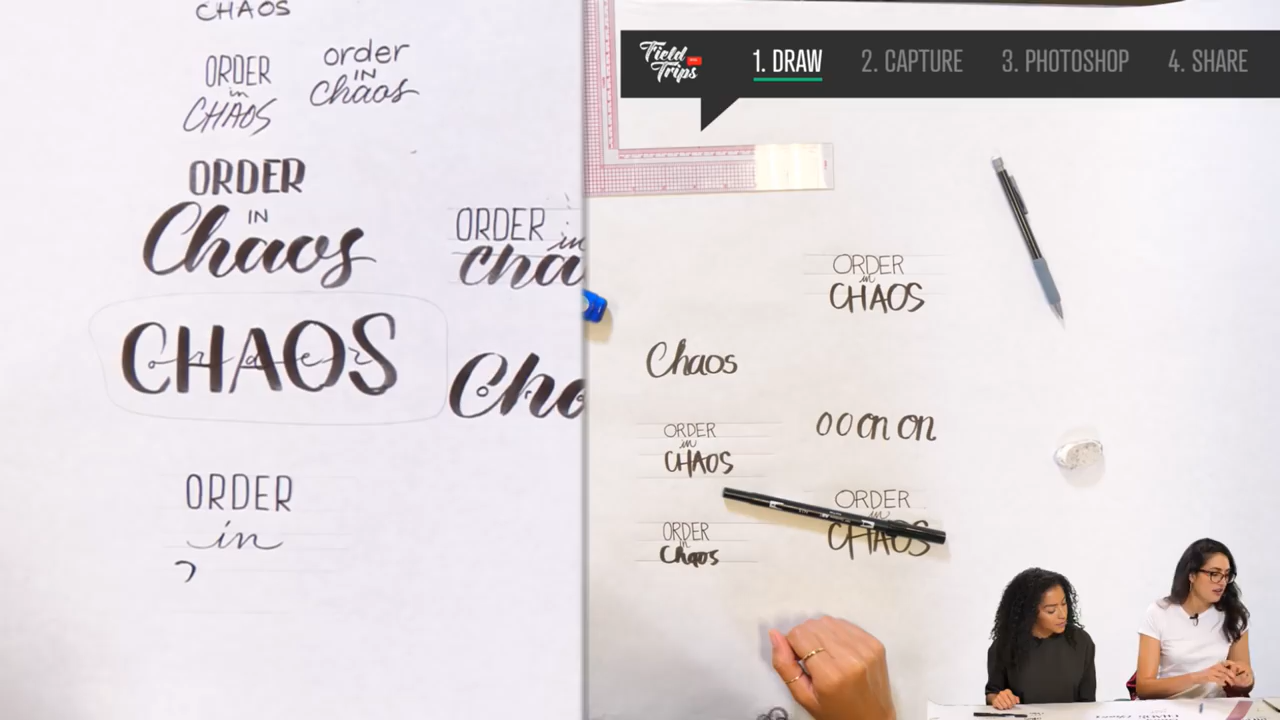 CHAOS
ORDER
in
CHAOS
order
IN
chaos
ORDER
IN
Chaos
ORDER in
cha
CHAOS
order
Cho
ORDER
in
Field
Trips
1. DRAW
2. CAPTURE
3. PHOTOSHOP
4. SHARE
ORDER
in
CHAOS
Chaos
ORDER
in
CHAOS
OOononon
ORDER
in
CHAOS
ORDER
in
Chaos